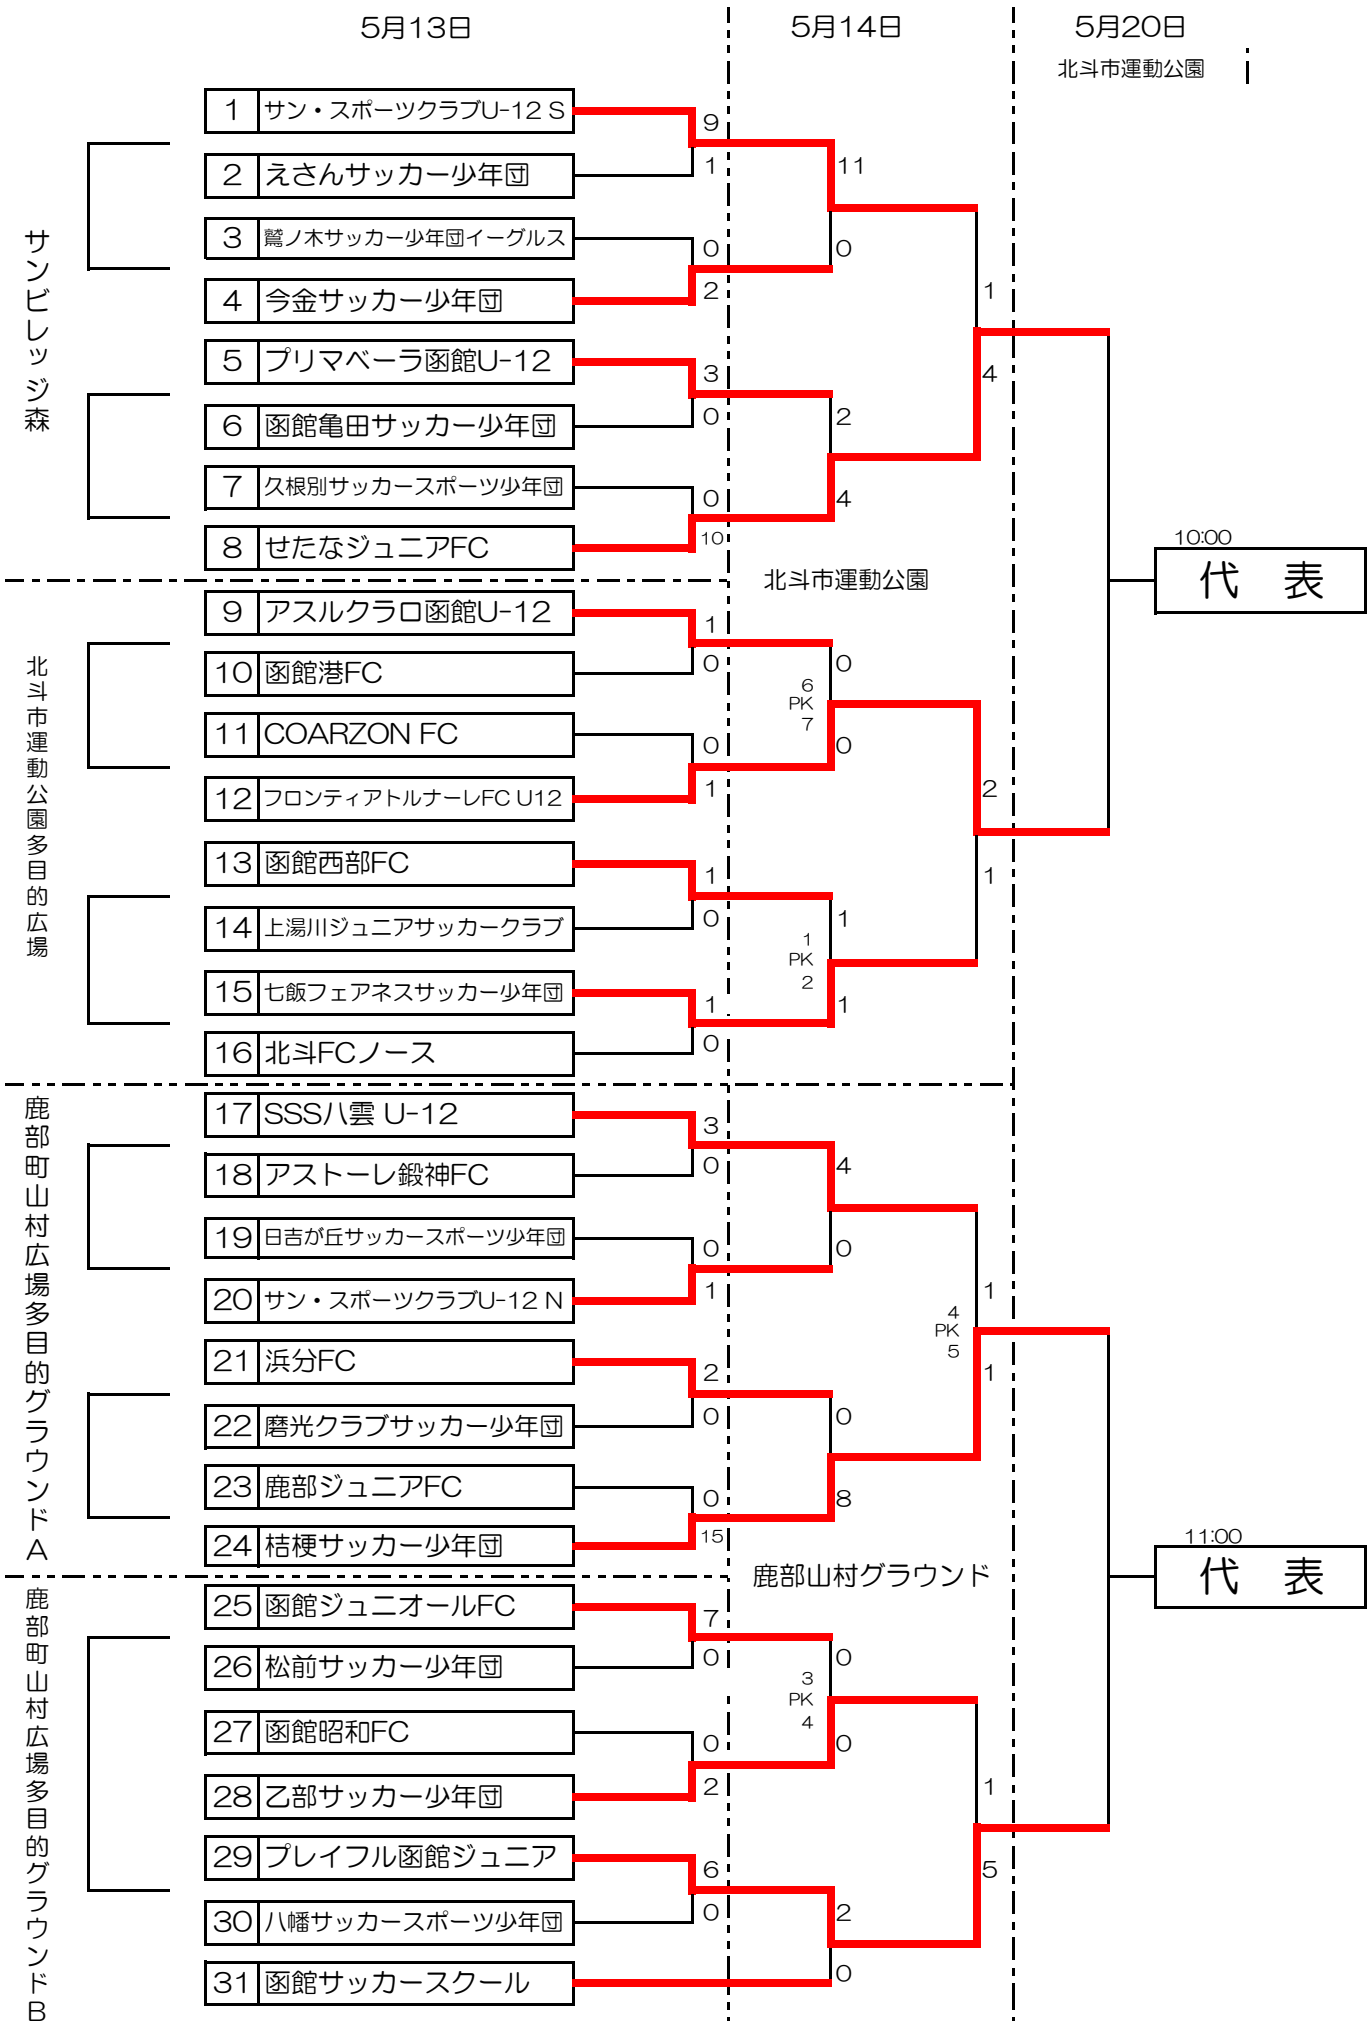 5月13日
5月14日
5月20日
北斗市運動公園
サンビレッジ森
1 サン・スポーツクラブU-12 S
9
2 えさんサッカー少年団
1
11
3 鷲ノ木サッカー少年団イーグルス
0
0
4 今金サッカー少年団
2
1
5 プリマベーラ函館U-12
3
4
6 函館亀田サッカー少年団
0
2
7 久根別サッカースポーツ少年団
0
4
8 せたなジュニアFC
10
10:00
代 表
北斗市運動公園
北斗市運動公園多目的広場
9 アスルクラロ函館U-12
1
10 函館港FC
0
0
6
PK
7
11 COARZON FC
0
0
12 フロンティアトルナーレFC U12
1
2
13 函館西部FC
1
1
14 上湯川ジュニアサッカークラブ
0
1
1
PK
2
15 七飯フェアネスサッカー少年団
1
1
16 北斗FCノース
0
鹿部町山村広場多目的グラウンドA
17 SSS八雲 U-12
3
18 アストーレ鍛神FC
0
4
19 日吉が丘サッカースポーツ少年団
0
0
20 サン・スポーツクラブU-12 N
1
1
4
PK
5
21 浜分FC
2
1
22 磨光クラブサッカー少年団
0
0
23 鹿部ジュニアFC
0
8
24 桔梗サッカー少年団
15
11:00
代 表
鹿部山村グラウンド
鹿部町山村広場多目的グラウンドB
25 函館ジュニオールFC
7
26 松前サッカー少年団
0
0
3
PK
4
27 函館昭和FC
0
0
28 乙部サッカー少年団
2
1
29 プレイフル函館ジュニア
6
5
30 八幡サッカースポーツ少年団
0
2
31 函館サッカースクール
0